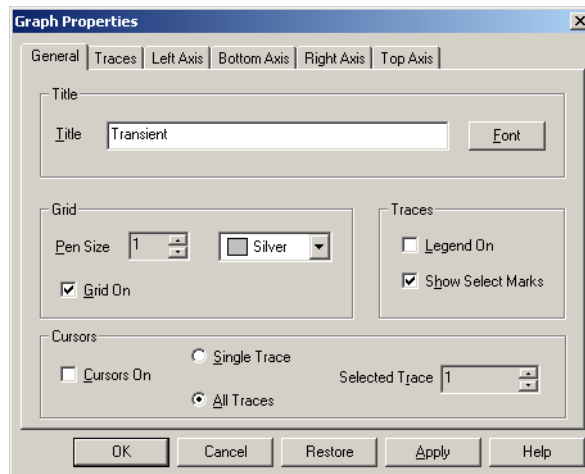 Graph Properties
General Traces Left Axis Bottom Axis Right Axis Top Axis
Title
Title Transient Font
Grid
Pen Size 1 Silver
Grid On
Traces
Legend On
Show Select Marks
Cursors
Cursors On
Single Trace
All Traces
Selected Trace 1
OK Cancel Restore Apply Help